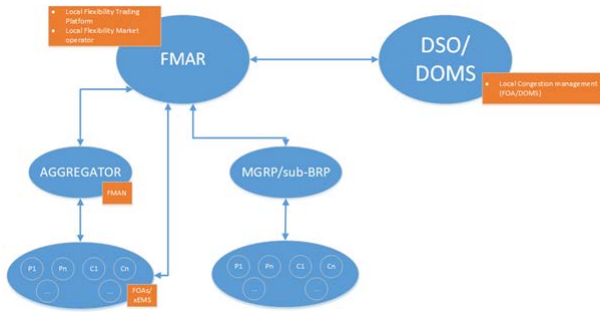 • Local Flexibility Trading
Platform
• Local Flexibility Market
operator
FMAR
DSO/
DOMS
• Local Congestion management
(FOA/DOMS)
AGGREGATOR
FMAN
MGRP/sub-BRP
P1 Pn C1 Cn
... ...
FOAs/
xEMS
P1 Pn C1 Cn
... ...